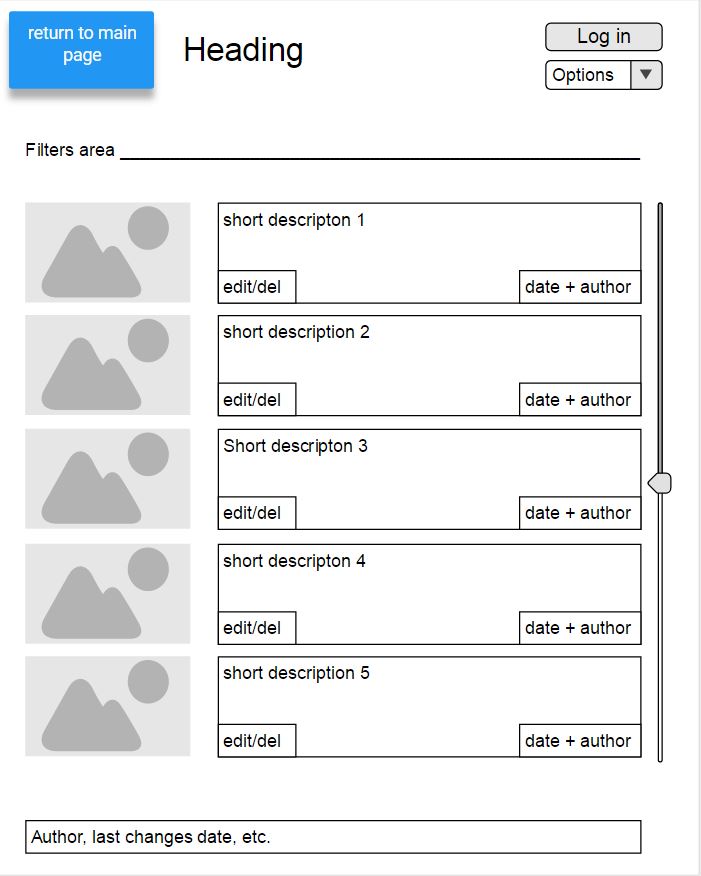 return to main
page
Heading
Log in
Options
Filters area
short descripton 1
edit/del
date + author
short description 2
edit/del
date + author
Short descripton 3
edit/del
date + author
short descripton 4
edit/del
date + author
short description 5
edit/del
date + author
Author, last changes date, etc.